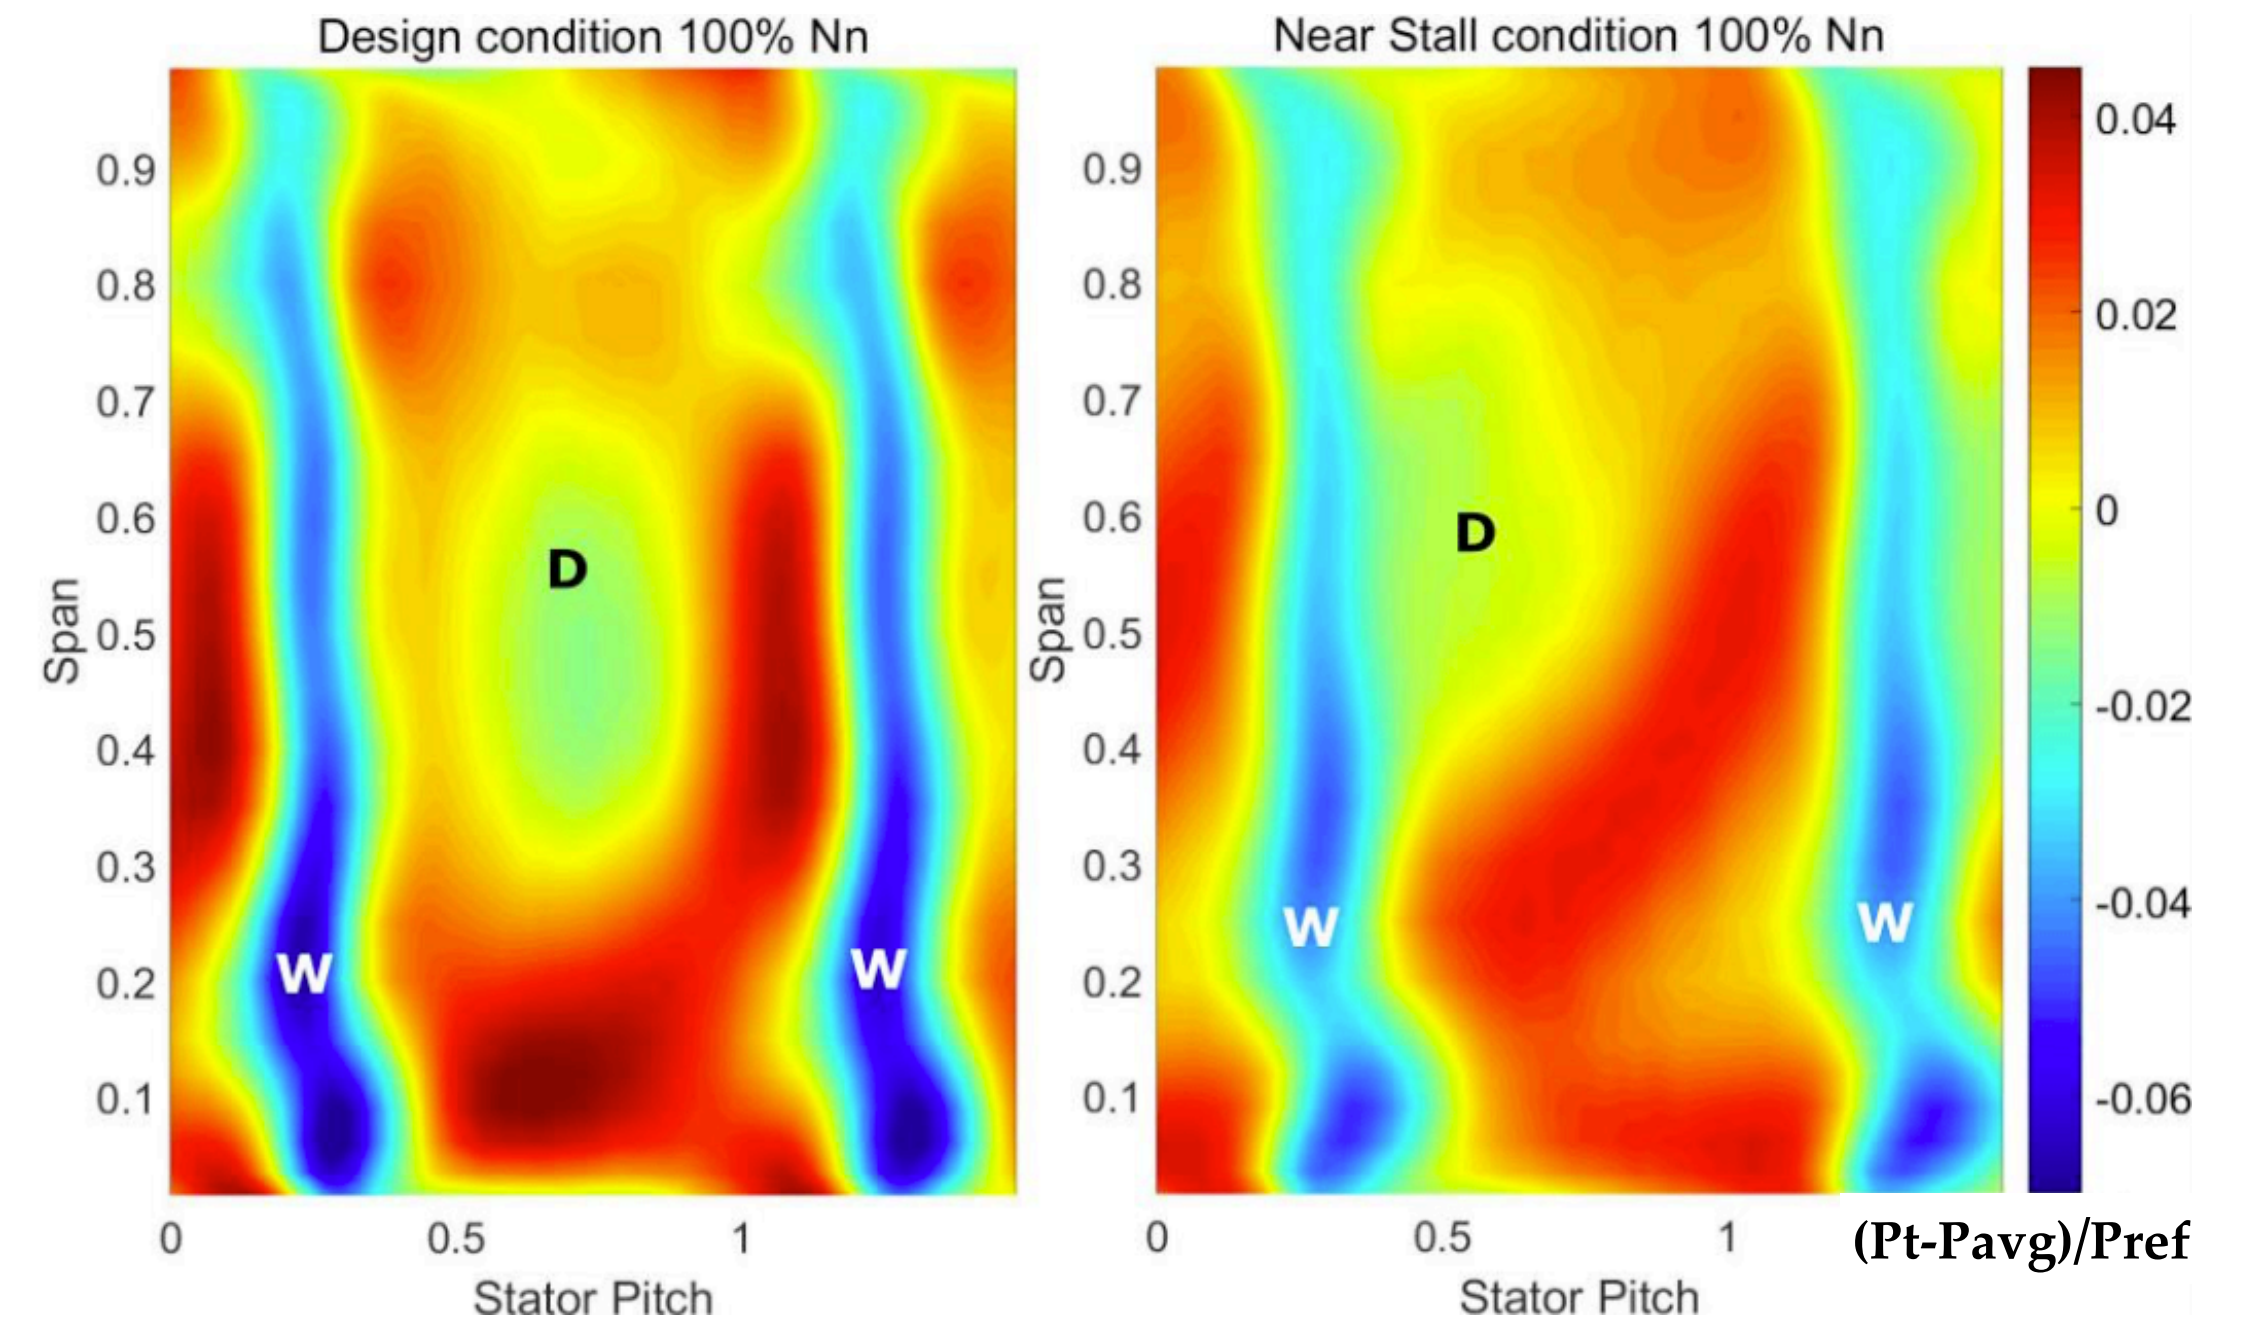 Design condition 100% Nn
Near Stall condition 100% Nn
0.9
0.8
0.7
0.6
0.5
0.4
0.3
0.2
0.1
Span
D
W
W
0
0.5
1
Stator Pitch
0.9
0.8
0.7
0.6
0.5
0.4
0.3
0.2
0.1
Span
D
W
W
0
0.5
1
Stator Pitch
0.04
0.02
0
-0.02
-0.04
-0.06
(Pt-Pavg)/Pref